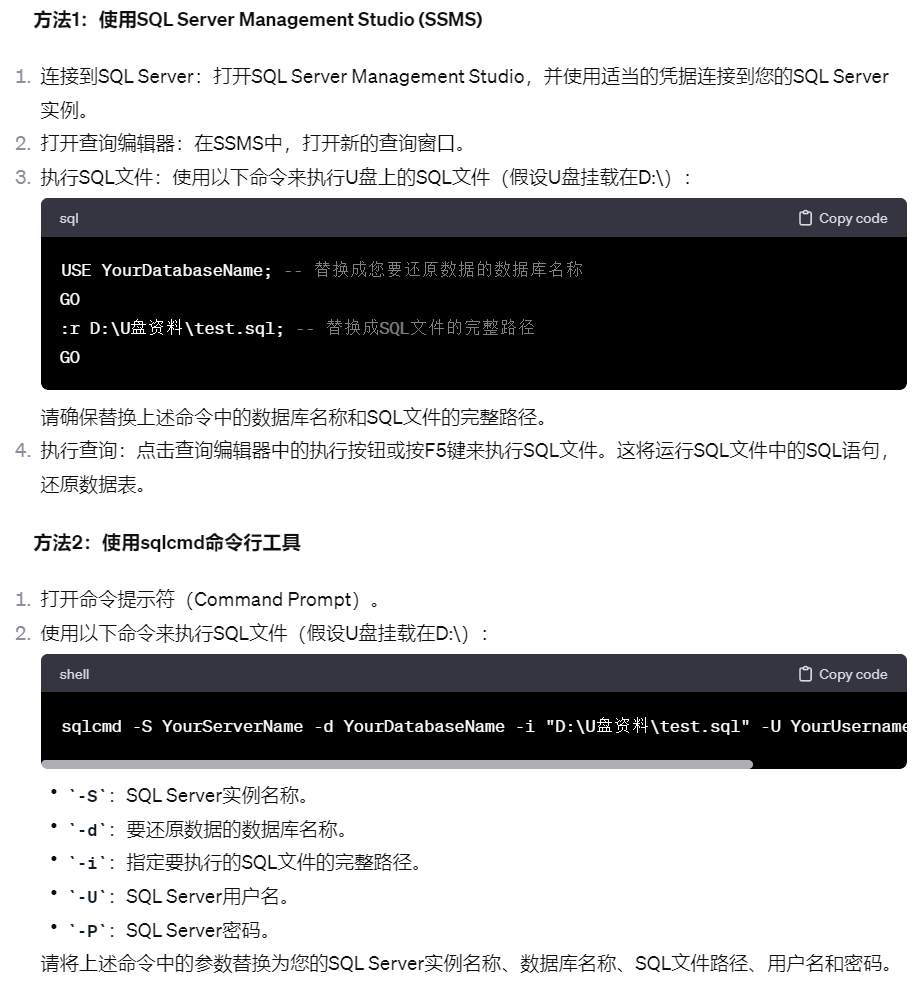 方法1：使用SQL Server Management Studio (SSMS)
1. 连接到SQL Server：打开SQL Server Management Studio，并使用适当的凭据连接到您的SQL Server
实例。
2. 打开查询编辑器：在SSMS中，打开新的查询窗口。
3. 执行SQL文件：使用以下命令来执行U盘上的SQL文件（假设U盘挂载在D:\）：
sql Copy code
USE YourDatabaseName; -- 替换成您要还原数据的数据库名称
GO
:r D:\U盘资料\test.sql; -- 替换成SQL文件的完整路径
GO
请确保替换上述命令中的数据库名称和SQL文件的完整路径。
4. 执行查询：点击查询编辑器中的执行按钮或按F5键来执行SQL文件。这将运行SQL文件中的SQL语句，
还原数据表。
方法2：使用sqlcmd命令行工具
1. 打开命令提示符（Command Prompt）。
2. 使用以下命令来执行SQL文件（假设U盘挂载在D:\）：
shell Copy code
sqlcmd -S YourServerName -d YourDatabaseName -i "D:\U盘资料\test.sql" -U YourUsername
• `-S`：SQL Server实例名称。
• `-d`：要还原数据的数据库名称。
• `-i`：指定要执行的SQL文件的完整路径。
• `-U`：SQL Server用户名。
• `-P`：SQL Server密码。
请将上述命令中的参数替换为您的SQL Server实例名称、数据库名称、SQL文件路径、用户名和密码。